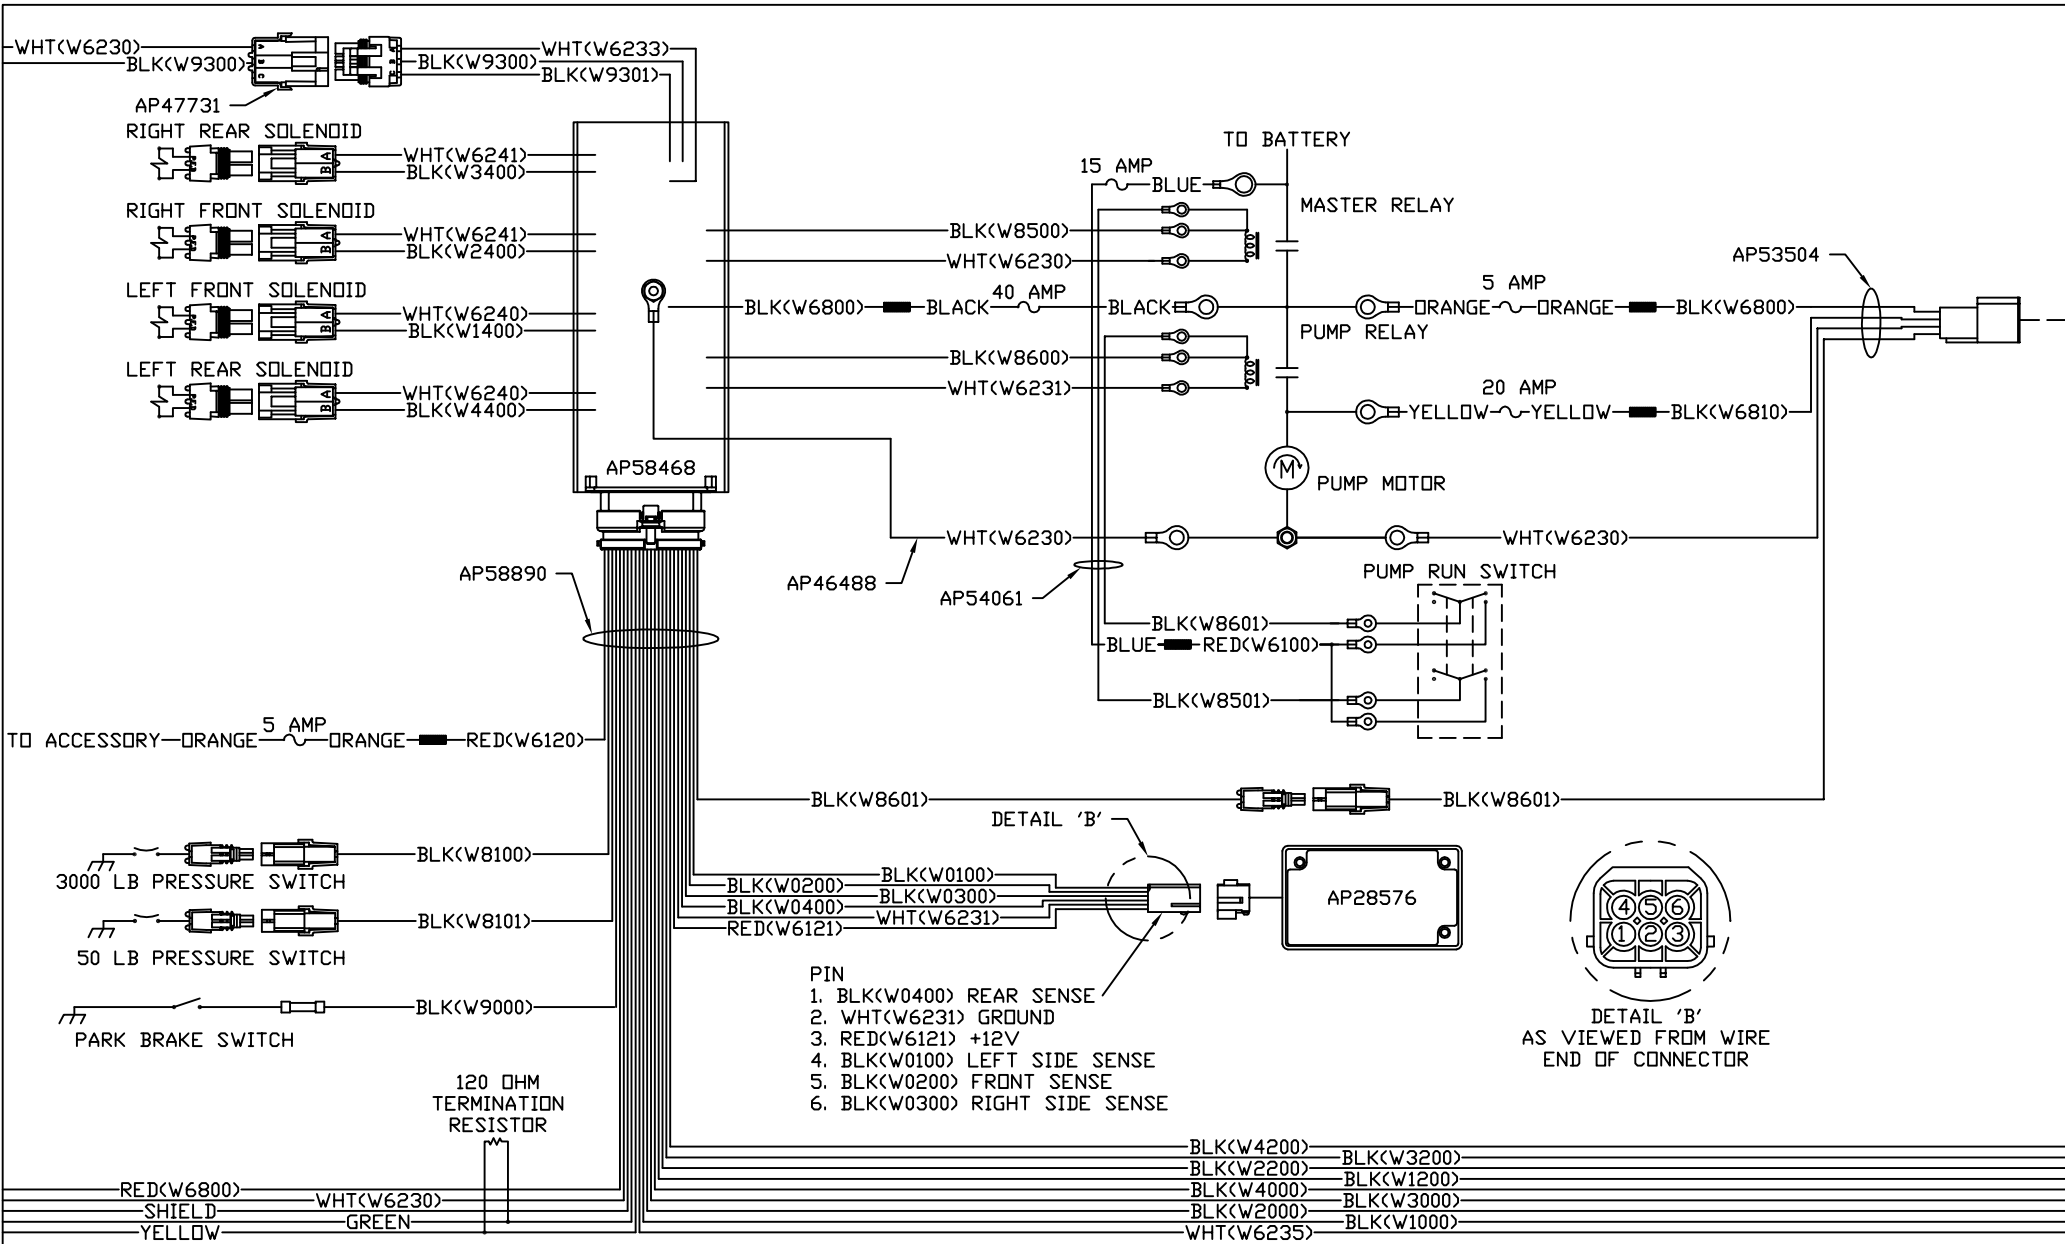 WHT(W6230)
BLK(W9300)
A
B
C
A
B
C
WHT(W6233)
BLK(W9300)
BLK(W9301)
AP47731
RIGHT REAR SOLENOID
A
B
WHT(W6241)
BLK(W3400)
RIGHT FRONT SOLENOID
A
B
WHT(W6241)
BLK(W2400)
LEFT FRONT SOLENOID
A
B
WHT(W6240)
BLK(W1400)
LEFT REAR SOLENOID
A
B
WHT(W6240)
BLK(W4400)
AP58468
TO BATTERY
15 AMP
BLUE
MASTER RELAY
BLK(W8500)
WHT(W6230)
BLK(W6800)
BLACK
40 AMP
BLACK
PUMP RELAY
5 AMP
ORANGE
ORANGE
BLK(W6800)
AP53504
BLK(W8600)
WHT(W6231)
20 AMP
YELLOW
YELLOW
BLK(W6810)
M
PUMP MOTOR
WHT(W6230)
WHT(W6230)
AP58890
AP46488
AP54061
PUMP RUN SWITCH
BLK(W8601)
BLUE
RED(W6100)
BLK(W8501)
TO ACCESSORY
ORANGE
5 AMP
ORANGE
RED(W6120)
BLK(W8601)
BLK(W8601)
DETAIL 'B'
BLK(W8100)
3000 LB PRESSURE SWITCH
BLK(W8101)
50 LB PRESSURE SWITCH
BLK(W9000)
PARK BRAKE SWITCH
BLK(W0100)
BLK(W0200)
BLK(W0300)
BLK(W0400)
WHT(W6231)
RED(W6121)
AP28576
PIN
1. BLK(W0400) REAR SENSE
2. WHT(W6231) GROUND
3. RED(W6121) +12V
4. BLK(W0100) LEFT SIDE SENSE
5. BLK(W0200) FRONT SENSE
6. BLK(W0300) RIGHT SIDE SENSE
4 5 6
1 2 3
DETAIL 'B'
AS VIEWED FROM WIRE
END OF CONNECTOR
120 OHM
TERMINATION
RESISTOR
RED(W6800)
WHT(W6230)
SHIELD
GREEN
YELLOW
BLK(W4200)
BLK(W3200)
BLK(W2200)
BLK(W1200)
BLK(W4000)
BLK(W3000)
BLK(W2000)
BLK(W1000)
WHT(W6235)